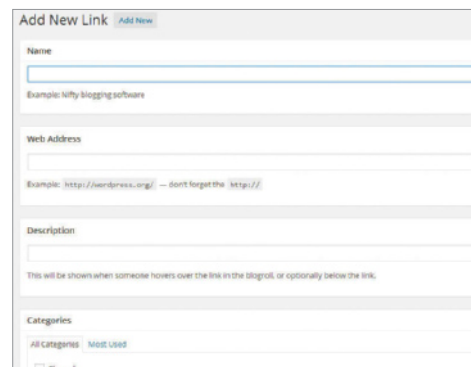 Add New Link Add New
Name
Example: Nifty blogging software
Web Address
Example: http://wordpress.org/ — don't forget the http://
Description
This will be shown when someone hovers over the link in the blogroll, or optionally below the link.
Categories
All Categories Most Used